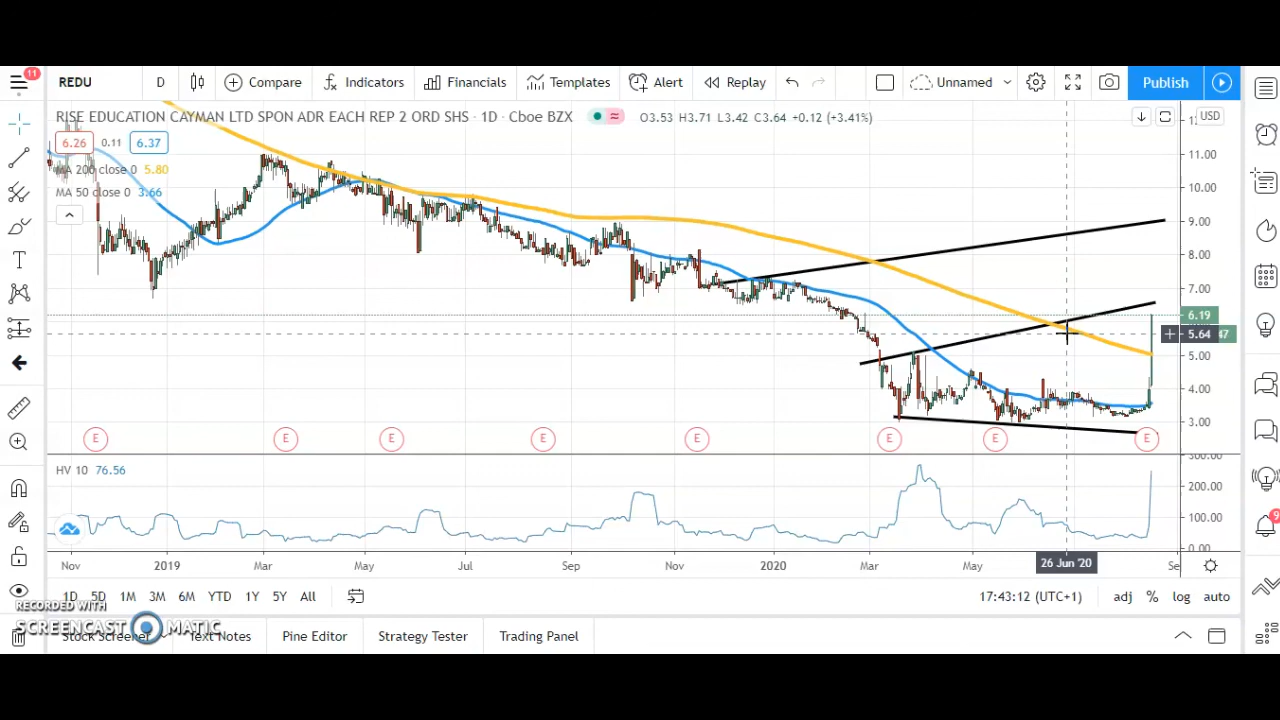 11 REDU D Compare Indicators Financials Templates Alert Replay Unnamed Publish
RISE EDUCATION CAYMAN LTD SPON ADR EACH REP 2 ORD SHS · 1D · Cboe BZX ≈ O3.53 H3.71 L3.42 C3.64 +0.12 (+3.41%) USD
6.26 0.11 6.37
MA 200 close 0 5.80
MA 50 close 0 3.66
11.00
10.00
9.00
8.00
7.00
6.19
5.64 47
5.00
4.00
3.00
E E E E E E E E
HV 10 76.56
300.00
200.00
100.00
0.00
Nov 2019 Mar May Jul Sep Nov 2020 Mar May 26 Jun '20 Se
1D 5D 1M 3M 6M YTD 1Y 5Y All 17:43:12 (UTC+1) adj % log auto
RECORDED WITH
SCREENCAST MATIC
Stock Screener Text Notes Pine Editor Strategy Tester Trading Panel
9